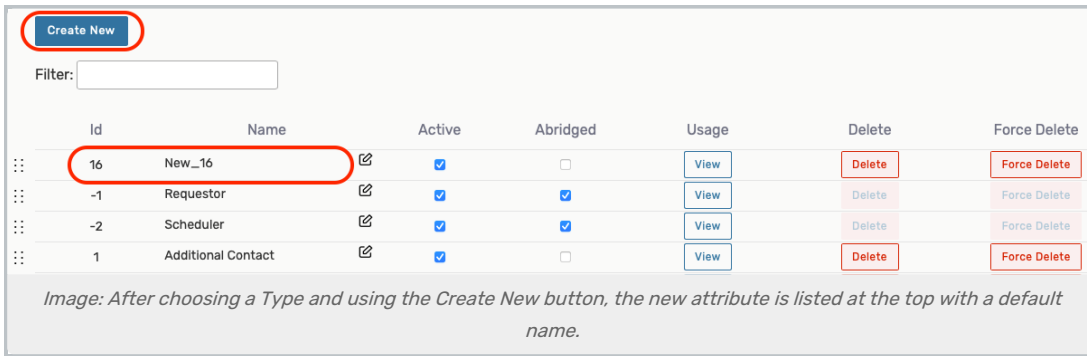 Create New
Filter:
Id Name Active Abridged Usage Delete Force Delete
16 New_16 View Delete Force Delete
-1 Requestor View Delete Force Delete
-2 Scheduler View Delete Force Delete
1 Additional Contact View Delete Force Delete
Image: After choosing a Type and using the Create New button, the new attribute is listed at the top with a default
name.